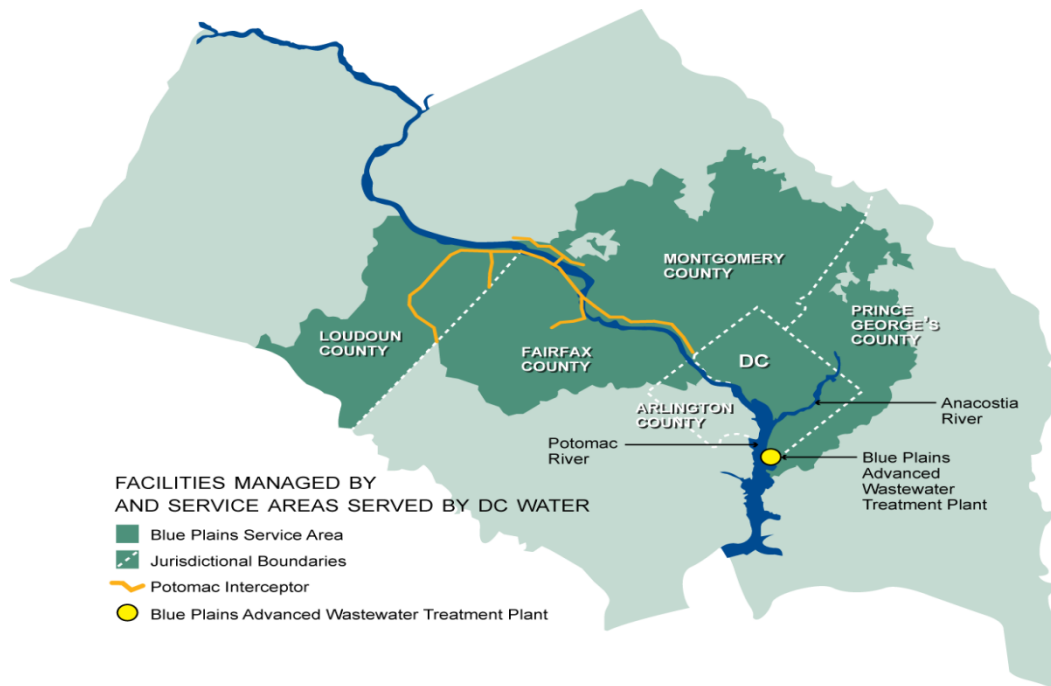 MONTGOMERY
COUNTY
PRINCE
GEORGE'S
COUNTY
LOUDOUN
COUNTY
FAIRFAX
COUNTY
DC
ARLINGTON
COUNTY
Anacostia
River
Potomac
River
Blue Plains
Advanced
Wastewater
Treatment Plant
FACILITIES MANAGED BY
AND SERVICE AREAS SERVED BY DC WATER
Blue Plains Service Area
Jurisdictional Boundaries
Potomac Interceptor
Blue Plains Advanced Wastewater Treatment Plant